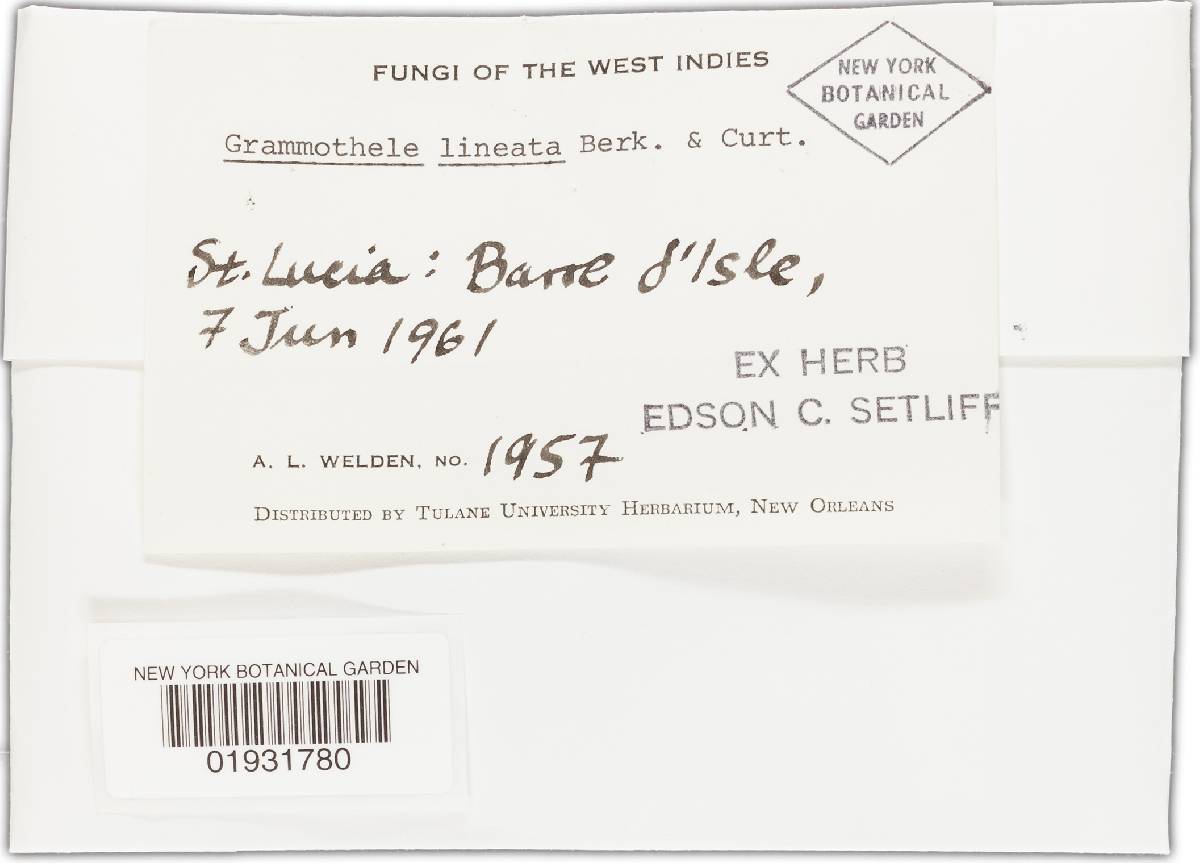 FUNGI OF THE WEST INDIES
NEW YORK
BOTANICAL
GARDEN
Grammothele lineata Berk. & Curt.
St. Lucia: Barre d'Isle,
7 Jun 1961
EX HERB
EDSON C. SETLIFF
A. L. WELDEN, NO. 1957
DISTRIBUTED BY TULANE UNIVERSITY HERBARIUM, NEW ORLEANS
NEW YORK BOTANICAL GARDEN
01931780